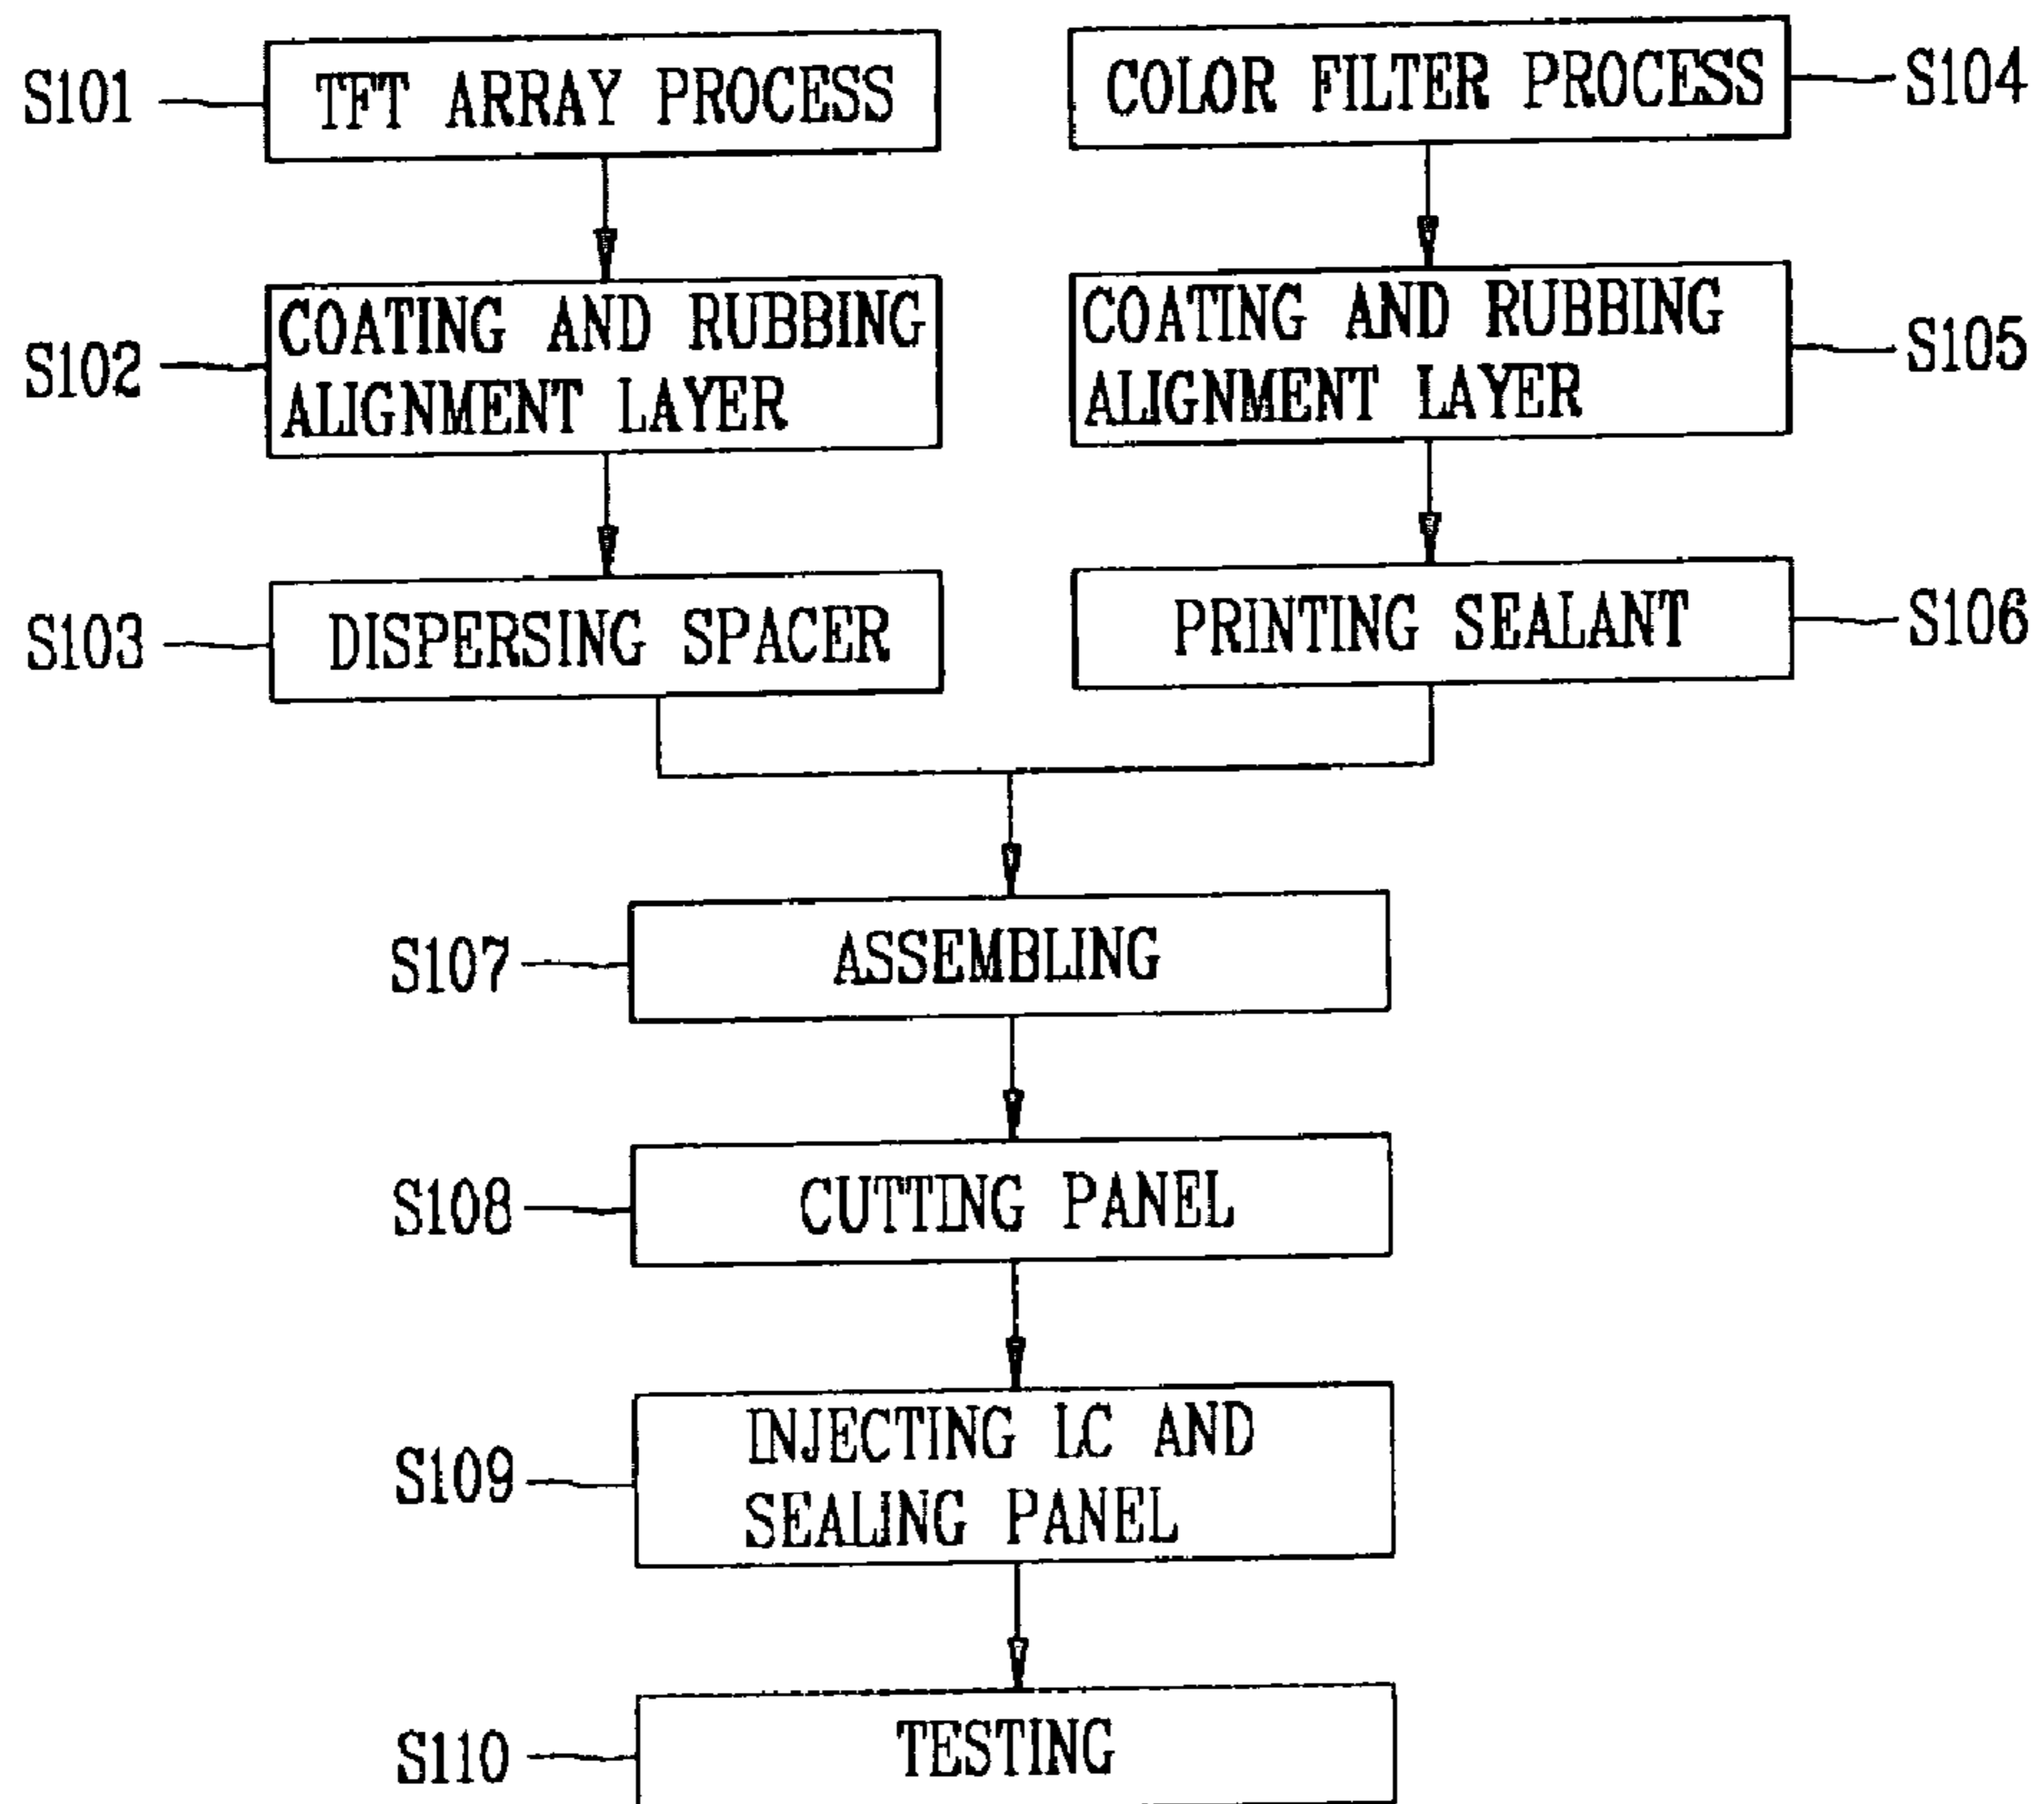 S101
TFT ARRAY PROCESS
COLOR FILTER PROCESS
S104
S102
COATING AND RUBBING
ALIGNMENT LAYER
COATING AND RUBBING
ALIGNMENT LAYER
S105
S103
DISPERSING SPACER
PRINTING SEALANT
S106
S107
ASSEMBLING
S108
CUTTING PANEL
S109
INJECTING LC AND
SEALING PANEL
S110
TESTING